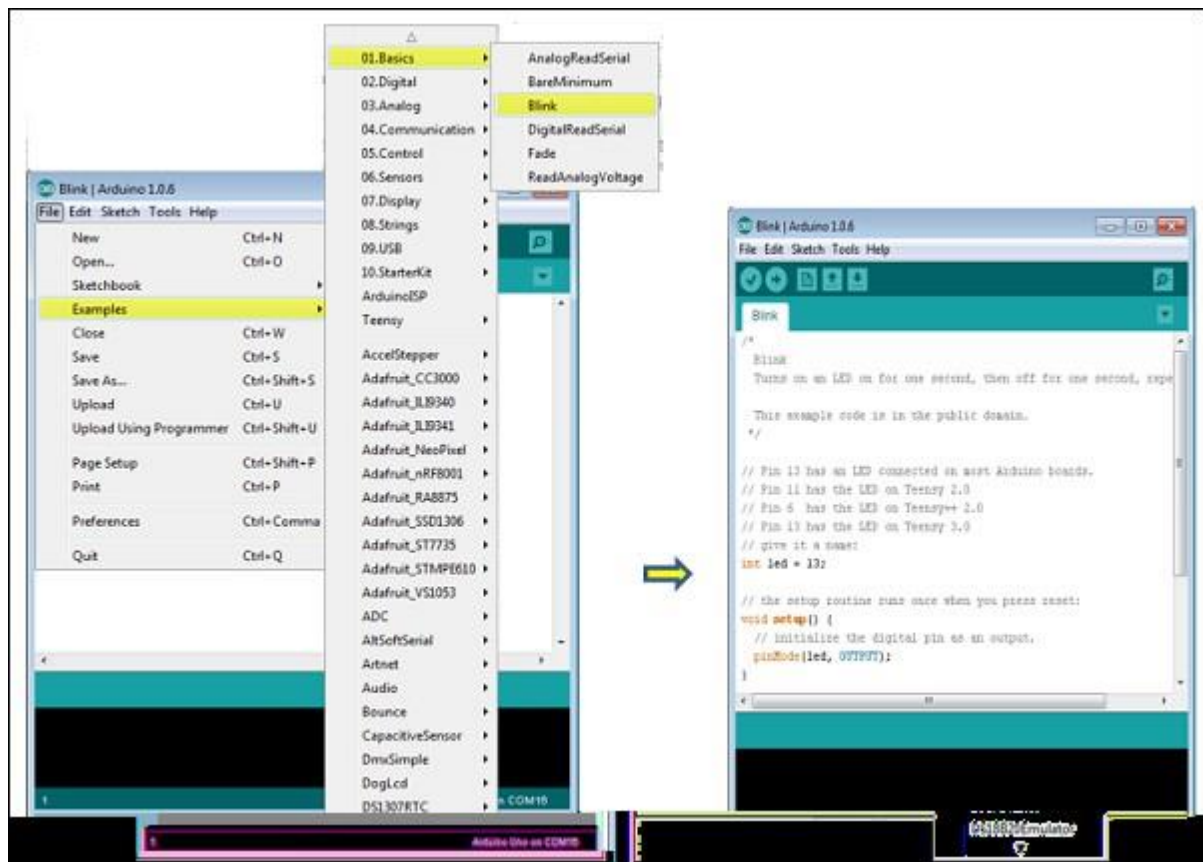 Blink | Arduino 1.0.6
File Edit Sketch Tools Help
New Ctrl+N
Open... Ctrl+O
Sketchbook
Examples
Close Ctrl+W
Save Ctrl+S
Save As... Ctrl+Shift+S
Upload Ctrl+U
Upload Using Programmer Ctrl+Shift+U
Page Setup Ctrl+Shift+P
Print Ctrl+P
Preferences Ctrl+Comma
Quit Ctrl+Q
01.Basics
02.Digital
03.Analog
04.Communication
05.Control
06.Sensors
07.Display
08.Strings
09.USB
10.StarterKit
ArduinoISP
Teensy
AccelStepper
Adafruit_CC3000
Adafruit_ILI9340
Adafruit_ILI9341
Adafruit_NeoPixel
Adafruit_nRF8001
Adafruit_RA8875
Adafruit_SSD1306
Adafruit_ST7735
Adafruit_STMPE610
Adafruit_VS1053
ADC
AltSoftSerial
Artnet
Audio
Bounce
CapacitiveSensor
DmxSimple
DogLcd
DS1307RTC
AnalogReadSerial
BareMinimum
Blink
DigitalReadSerial
Fade
ReadAnalogVoltage
1 on COM16
1 Arduino Uno on COM16
Blink | Arduino 1.0.6
File Edit Sketch Tools Help
Blink
/*
Blink
Turns on an LED on for one second, then off for one second, repe
This example code is in the public domain.
*/
// Pin 13 has an LED connected on most Arduino boards.
// Pin 11 has the LED on Teensy 2.0
// Pin 6 has the LED on Teensy++ 2.0
// Pin 13 has the LED on Teensy 3.0
// give it a name:
int led = 13;
// the setup routine runs once when you press reset:
void setup() {
// initialize the digital pin as an output.
pinMode(led, OUTPUT);
}